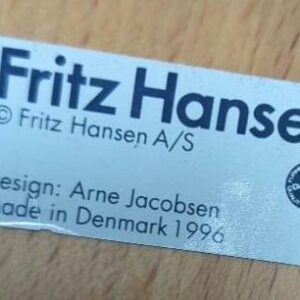 Fritz Hanse
© Fritz Hansen A/S
esign: Arne Jacobsen
ade in Denmark 1996